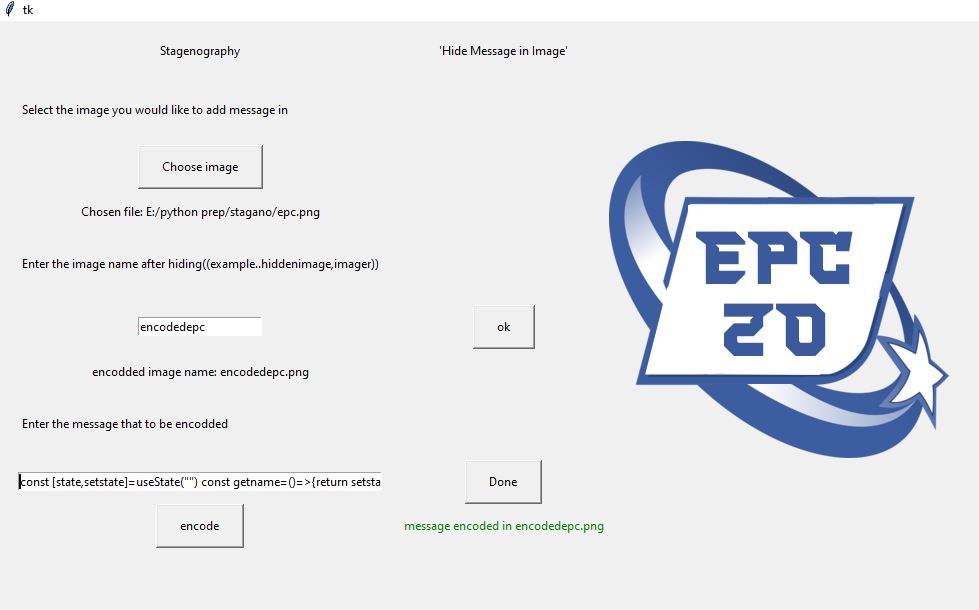 tk
Stagenography
'Hide Message in Image'
Select the image you would like to add message in
Choose image
Chosen file: E:/python prep/stagano/epc.png
Enter the image name after hiding((example..hiddenimage,imager))
encodedepc
ok
encodded image name: encodedepc.png
Enter the message that to be encodded
const [state,setstate]=useState("") const getname=()=>{return setsta
Done
encode
message encoded in encodedepc.png
EPC
20